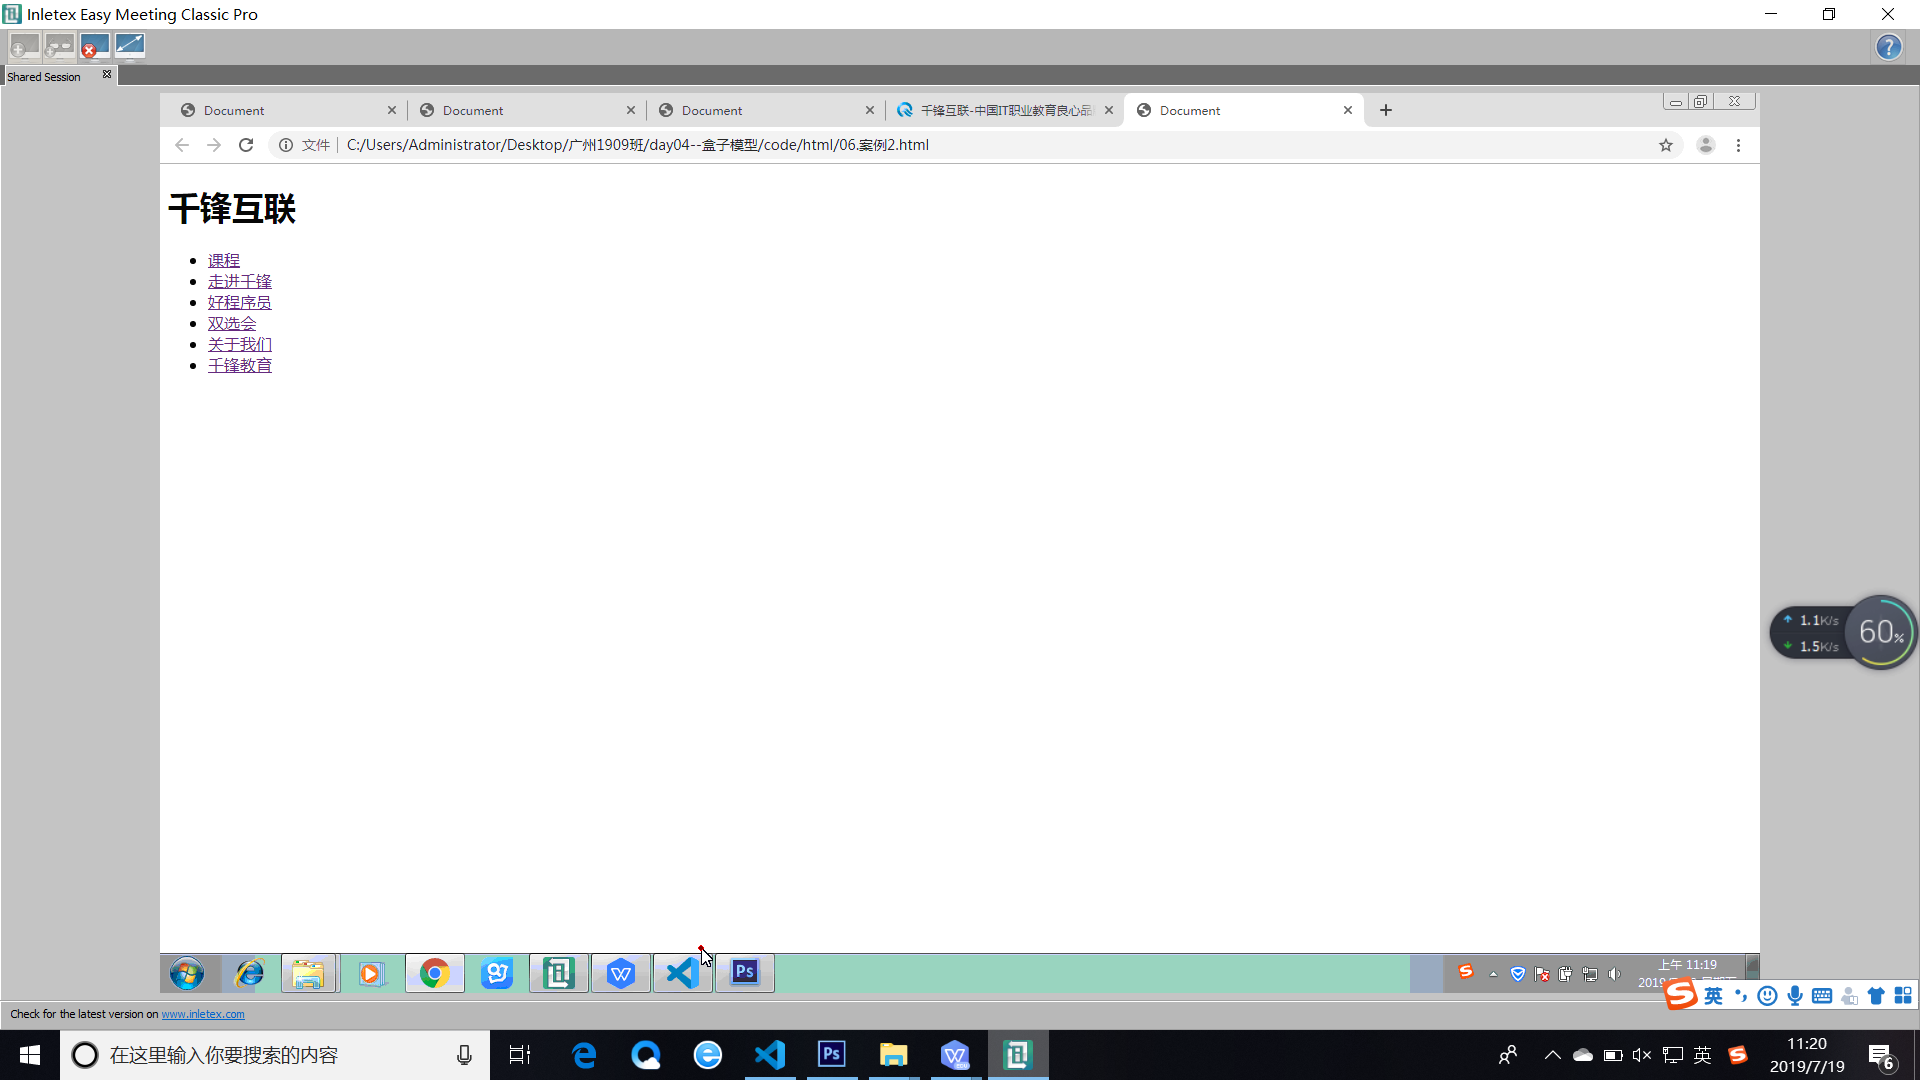 Inletex Easy Meeting Classic Pro
Shared Session
Document
Document
Document
千锋互联-中国IT职业教育良心品
Document
文件
C:/Users/Administrator/Desktop/广州1909班/day04--盒子模型/code/html/06.案例2.html
千锋互联
课程
走进千锋
好程序员
双选会
关于我们
千锋教育
1.1K/s
1.5K/s
60%
Ps
上午 11:19
英
Check for the latest version on www.inletex.com
在这里输入你要搜索的内容
Ps
英
11:20
2019/7/19
6